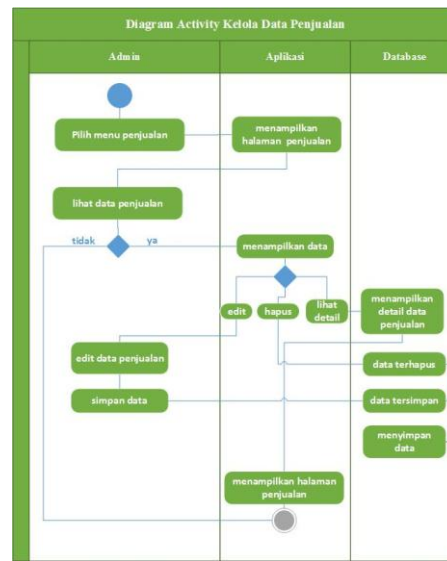 Diagram Activity Kelola Data Penjualan
Admin
Aplikasi
Database
Pilih menu penjualan
menampilkan
halaman penjualan
lihat data penjualan
tidak
ya
menampilkan data
edit
hapus
lihat
detail
menampilkan
detail data
penjualan
edit data penjualan
data terhapus
simpan data
data tersimpan
menyimpan
data
menampilkan halaman
penjualan